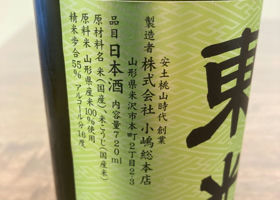 東
安土桃山時代 創業
製造者 株式会社 小嶋総本店
山形県米沢市本町2丁目2-3
品目 日本酒 内容量720ml
原材料名 米(国産)、米こうじ(国産米)
原料米 山形県産米100%使用
精米歩合55% アルコール分16度